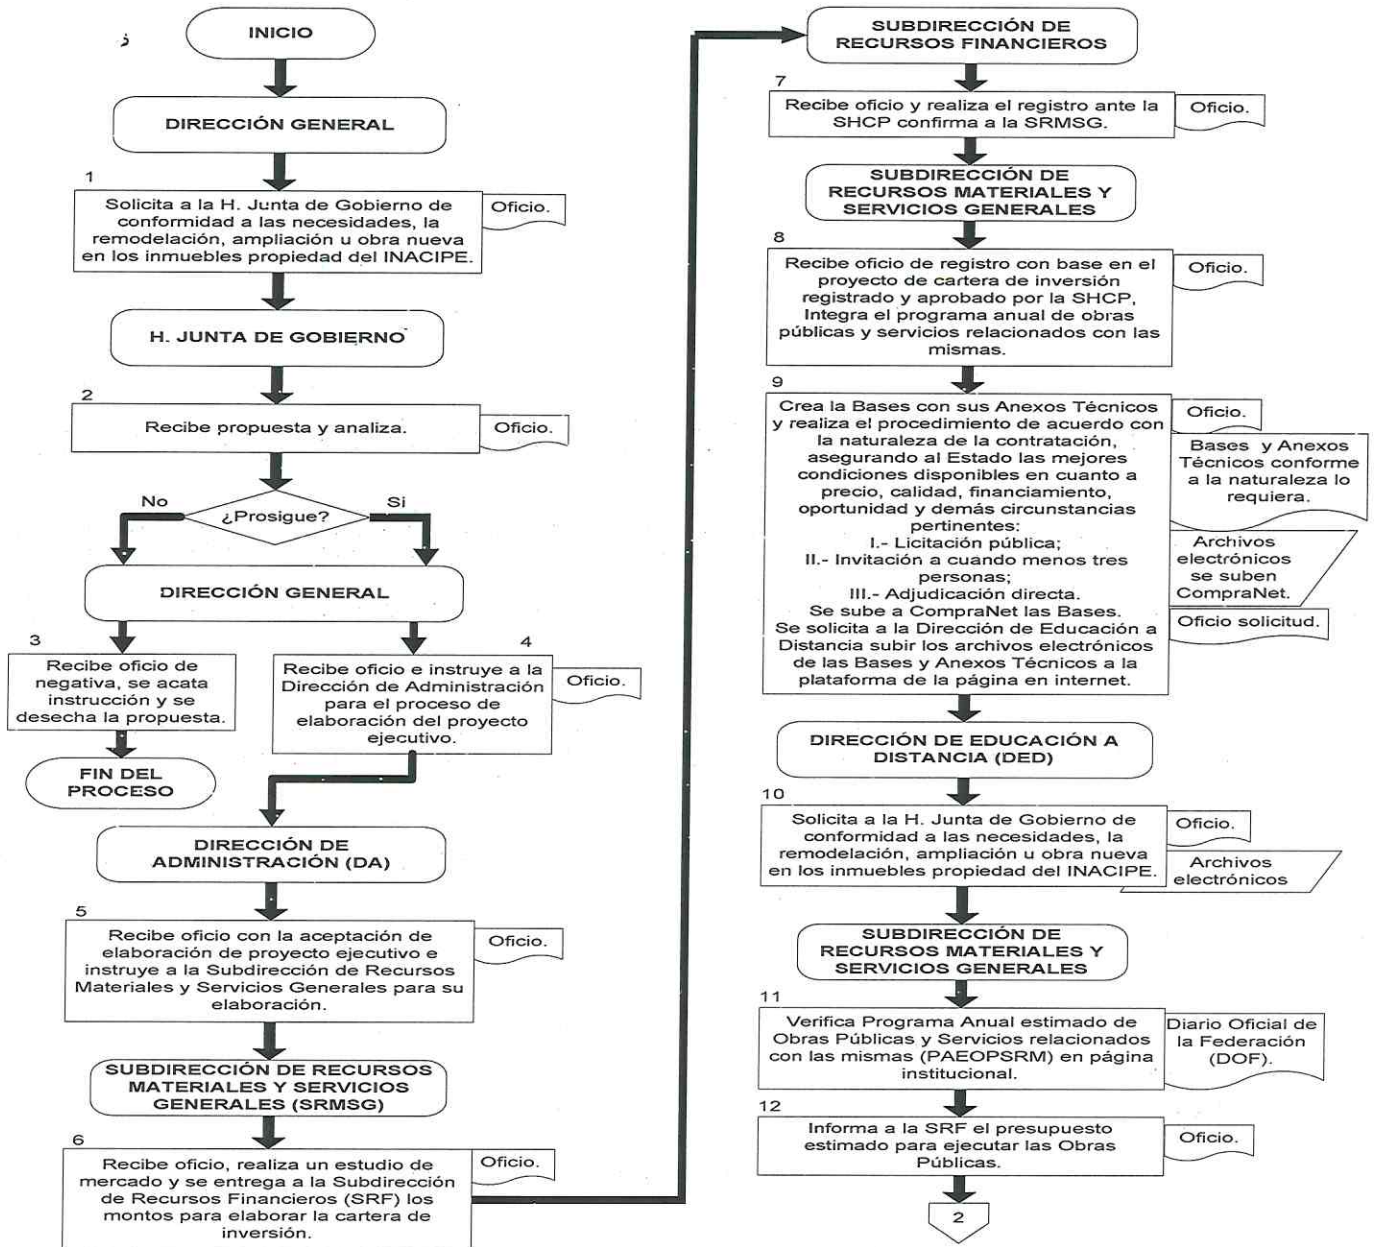 INICIO
DIRECCIÓN GENERAL
1
Solicita a la H. Junta de Gobierno de
conformidad a las necesidades, la
remodelación, ampliación u obra nueva
en los inmuebles propiedad del INACIPE.
Oficio.
H. JUNTA DE GOBIERNO
2
Recibe propuesta y analiza.
Oficio.
No
¿Prosigue?
Si
DIRECCIÓN GENERAL
3
Recibe oficio de
negativa, se acata
instrucción y se
desecha la propuesta.
4
Recibe oficio e instruye a la
Dirección de Administración
para el proceso de
elaboración del proyecto
ejecutivo.
Oficio.
FIN DEL
PROCESO
DIRECCIÓN DE
ADMINISTRACIÓN (DA)
5
Recibe oficio con la aceptación de
elaboración de proyecto ejecutivo e
instruye a la Subdirección de Recursos
Materiales y Servicios Generales para su
elaboración.
Oficio.
SUBDIRECCIÓN DE RECURSOS
MATERIALES Y SERVICIOS
GENERALES (SRMSG)
6
Recibe oficio, realiza un estudio de
mercado y se entrega a la Subdirección
de Recursos Financieros (SRF) los
montos para elaborar la cartera de
inversión.
Oficio.
SUBDIRECCIÓN DE
RECURSOS FINANCIEROS
7
Recibe oficio y realiza el registro ante la
SHCP confirma a la SRMSG.
Oficio.
SUBDIRECCIÓN DE
RECURSOS MATERIALES Y
SERVICIOS GENERALES
8
Recibe oficio de registro con base en el
proyecto de cartera de inversión
registrado y aprobado por la SHCP,
Integra el programa anual de obras
públicas y servicios relacionados con las
mismas.
Oficio.
9
Crea la Bases con sus Anexos Técnicos
y realiza el procedimiento de acuerdo con
la naturaleza de la contratación,
asegurando al Estado las mejores
condiciones disponibles en cuanto a
precio, calidad, financiamiento,
oportunidad y demás circunstancias
pertinentes:
I.- Licitación pública;
II.- Invitación a cuando menos tres
personas;
III.- Adjudicación directa.
Se sube a CompraNet las Bases.
Se solicita a la Dirección de Educación a
Distancia subir los archivos electrónicos
de las Bases y Anexos Técnicos a la
plataforma de la página en internet.
Oficio.
Bases y Anexos
Técnicos conforme
a la naturaleza lo
requiera.
Archivos
electrónicos
se suben
CompraNet.
Oficio solicitud.
DIRECCIÓN DE EDUCACIÓN A
DISTANCIA (DED)
10
Solicita a la H. Junta de Gobierno de
conformidad a las necesidades, la
remodelación, ampliación u obra nueva
en los inmuebles propiedad del INACIPE.
Oficio.
Archivos
electrónicos
SUBDIRECCIÓN DE
RECURSOS MATERIALES Y
SERVICIOS GENERALES
11
Verifica Programa Anual estimado de
Obras Públicas y Servicios relacionados
con las mismas (PAEOPSRM) en página
institucional.
Diario Oficial de
la Federación
(DOF).
12
Informa a la SRF el presupuesto
estimado para ejecutar las Obras
Públicas.
Oficio.
2